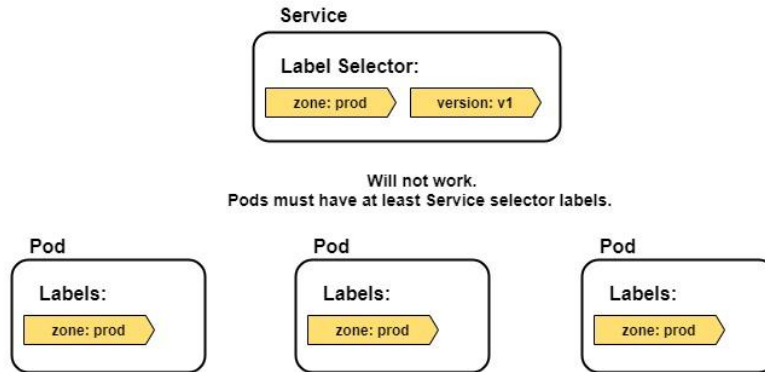 Service
Label Selector:
zone: prod version: v1
Will not work.
Pods must have at least Service selector labels.
Pod Pod Pod
Labels: Labels: Labels:
zone: prod zone: prod zone: prod